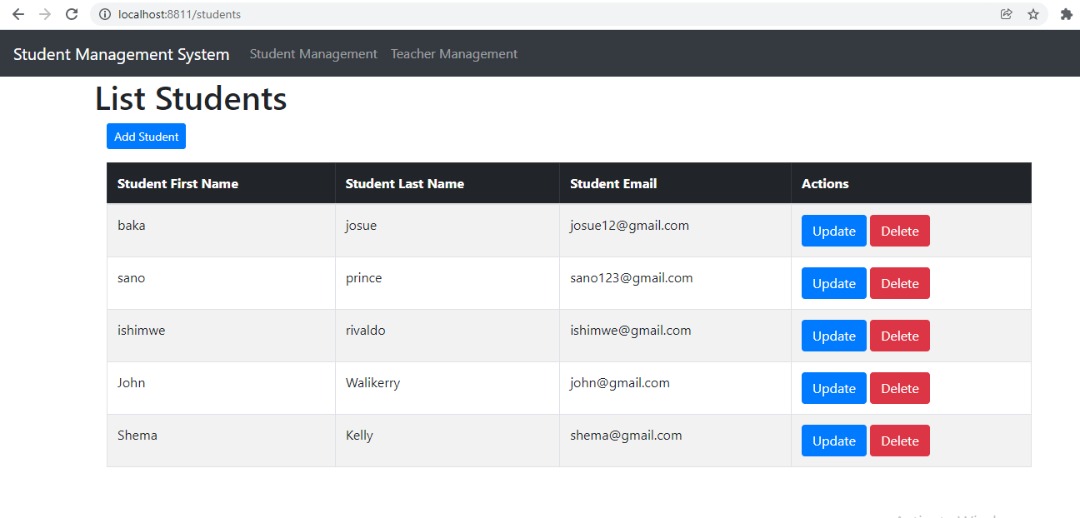 localhost:8811/students
Student Management System Student Management Teacher Management
List Students
Add Student
Student First Name Student Last Name Student Email Actions
baka josue josue12@gmail.com Update Delete
sano prince sano123@gmail.com Update Delete
ishimwe rivaldo ishimwe@gmail.com Update Delete
John Walikerry john@gmail.com Update Delete
Shema Kelly shema@gmail.com Update Delete